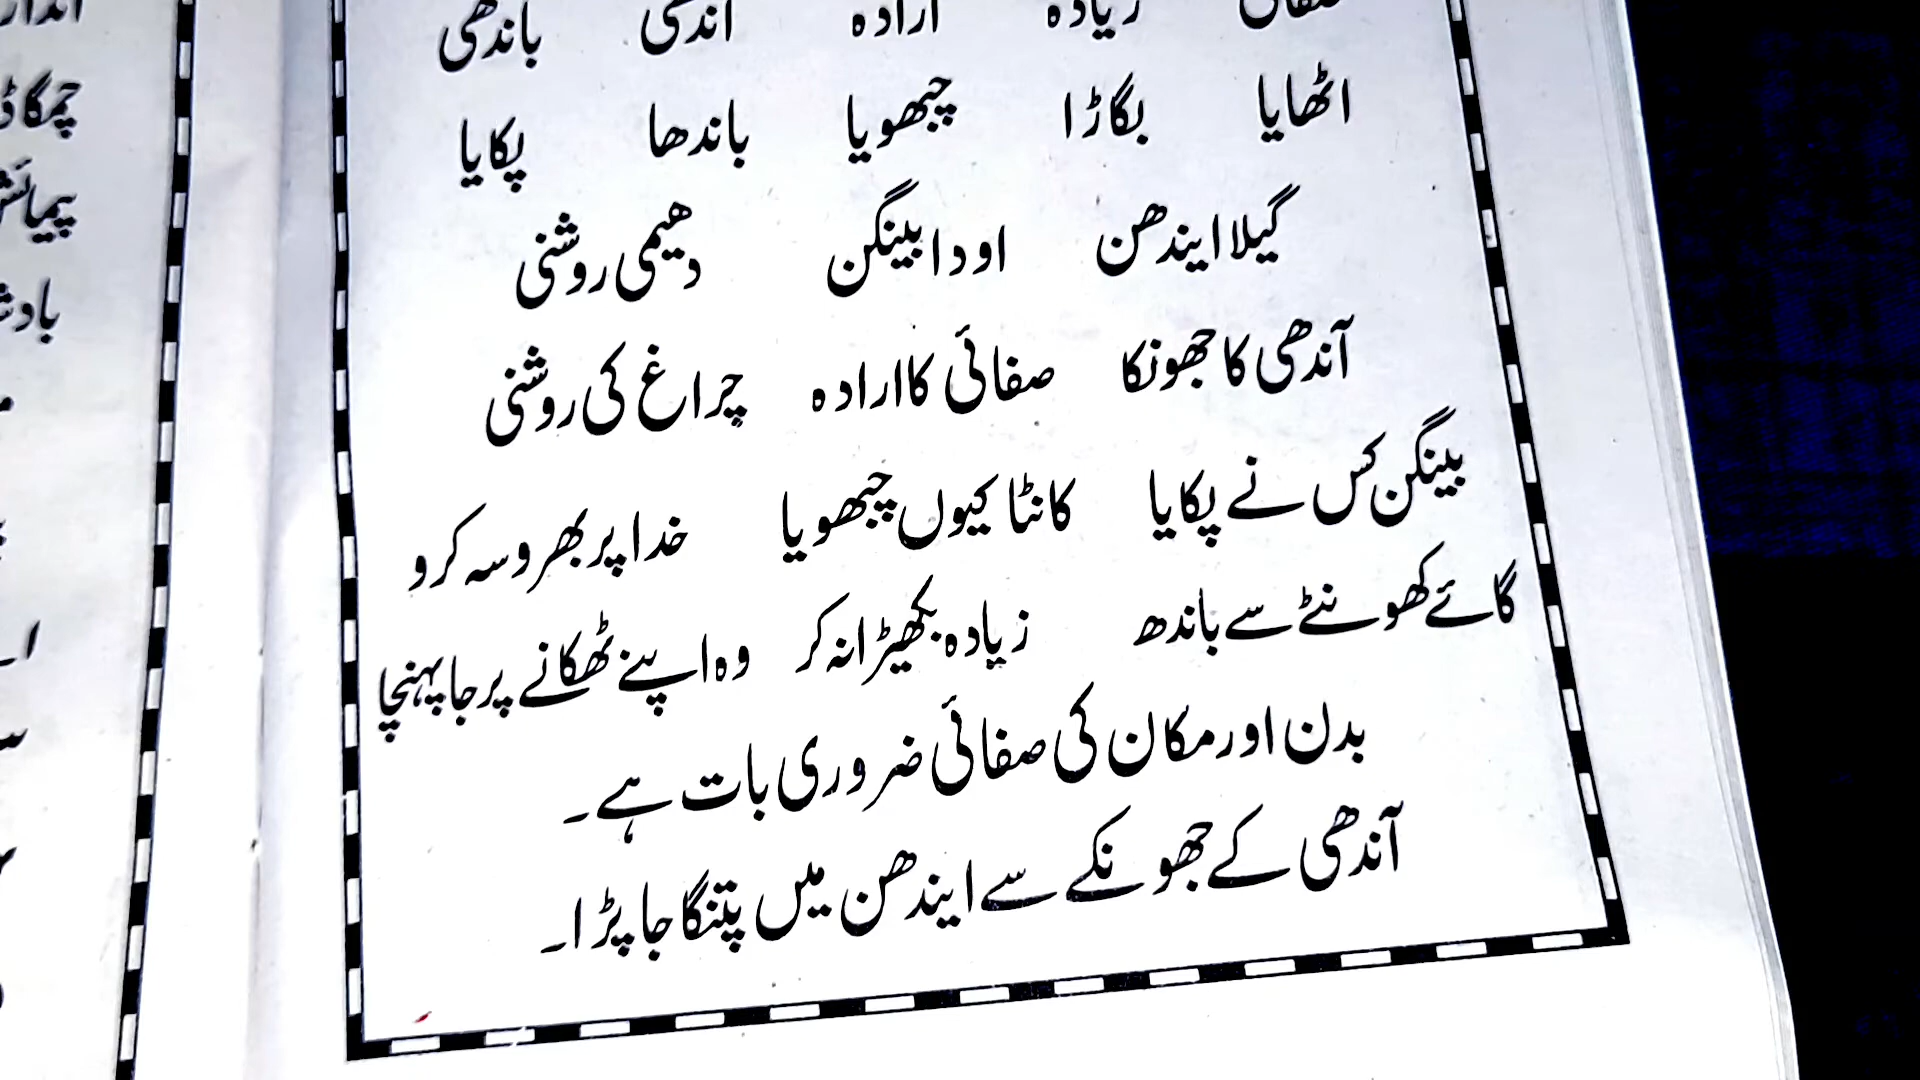 زیادہ ارادہ
اٹھایا بگاڑا چبھویا باندھا پکایا
گیلا ایندھن اودا بینگن دھیمی روشنی
آندھی کا جھونکا صفائی کا ارادہ چراغ کی روشنی
بینگن کس نے پکایا کانٹا کیوں چبھویا خدا پر بھروسہ کرو
گائے کھونٹے سے باندھ زیادہ بکھیڑا نہ کر وہ اپنے ٹھکانے پر جا پہنچا
بدن اور مکان کی صفائی ضروری بات ہے۔
آندھی کے جھونکے سے ایندھن میں پتنگا جا پڑا۔